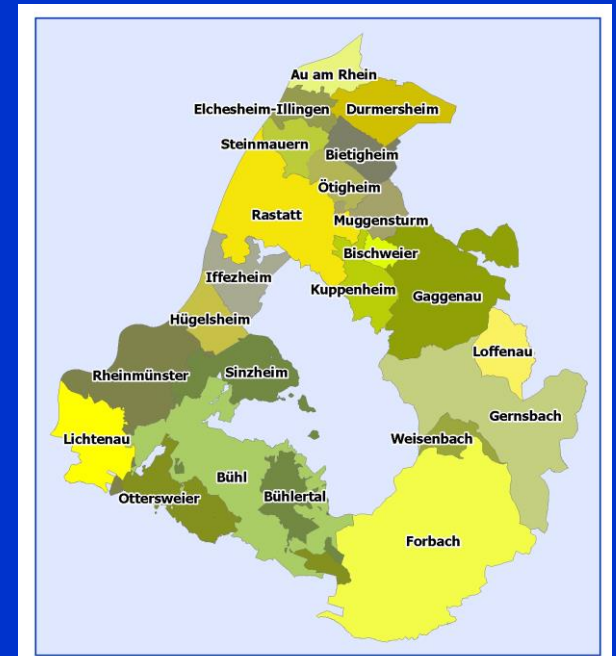 Au am Rhein
Elchesheim-Illingen
Durmersheim
Steinmauern
Bietigheim
Ötigheim
Rastatt
Muggensturm
Bischweier
Iffezheim
Kuppenheim
Gaggenau
Hügelsheim
Loffenau
Rheinmünster
Sinzheim
Gernsbach
Lichtenau
Weisenbach
Bühl
Ottersweier
Bühlertal
Forbach